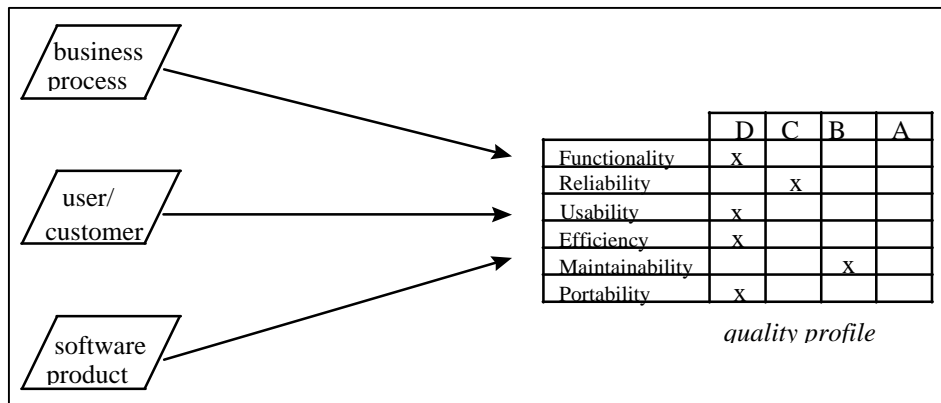 business
process
user/
customer
software
product
D C B A
Functionality x
Reliability x
Usability x
Efficiency x
Maintainability x
Portability x
quality profile